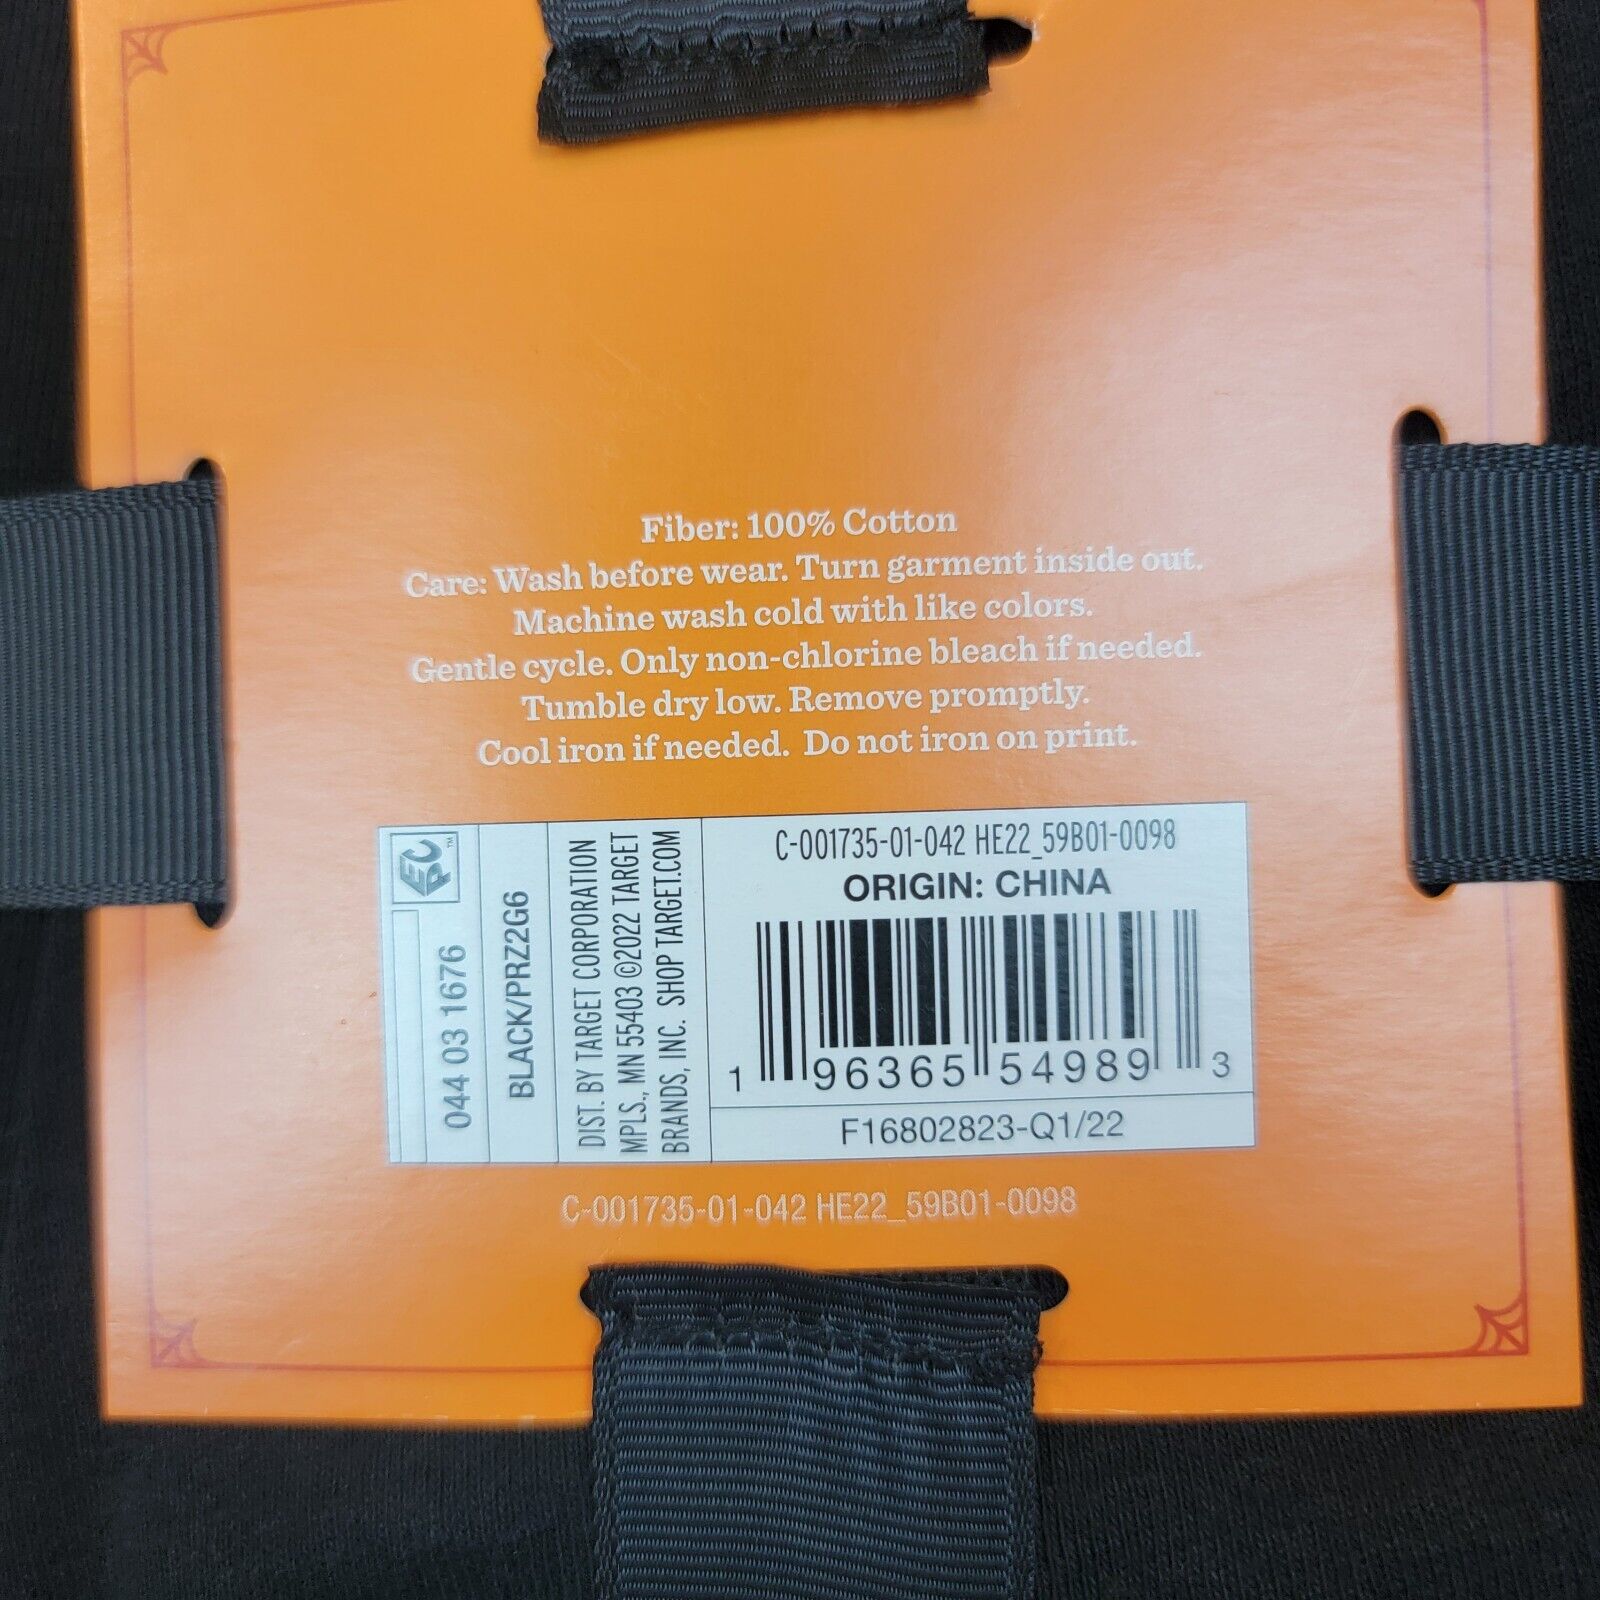 Fiber: 100% Cotton
Care: Wash before wear. Turn garment inside out.
Machine wash cold with like colors.
Gentle cycle. Only non-chlorine bleach if needed.
Tumble dry low. Remove promptly.
Cool iron if needed. Do not iron on print.
EPC™
044 03 1676
BLACK/PRZ2G6
DIST. BY TARGET CORPORATION
MPLS., MN 55403 ©2022 TARGET
BRANDS, INC. SHOP TARGET.COM
C-001735-01-042 HE22_59B01-0098
ORIGIN: CHINA
1 96365 54989 3
F16802823-Q1/22
C-001735-01-042 HE22_59B01-0098